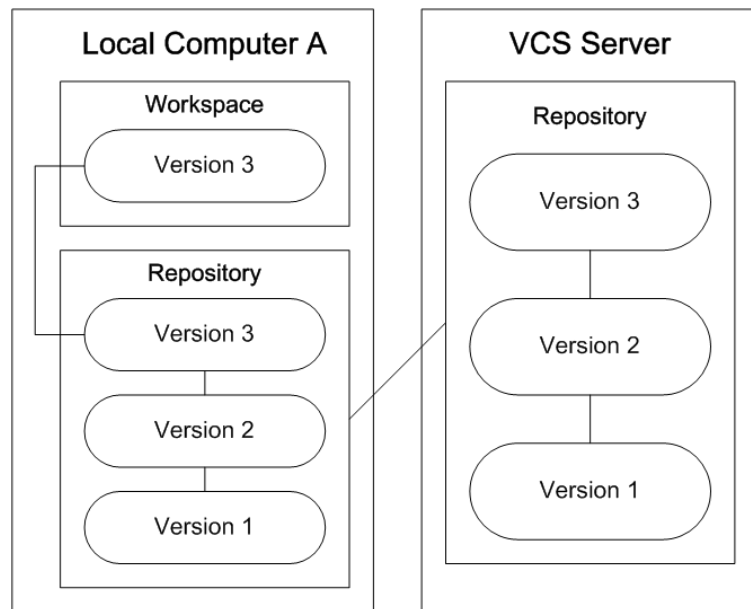 Local Computer A
Workspace
Version 3
Repository
Version 3
Version 2
Version 1
VCS Server
Repository
Version 3
Version 2
Version 1